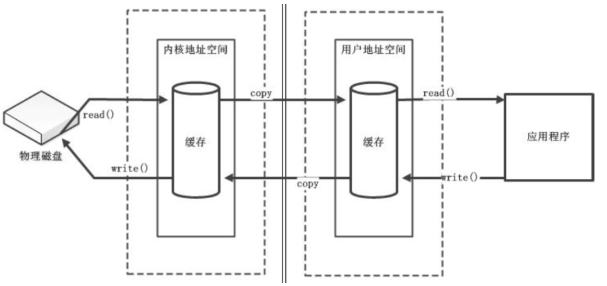 内核地址空间
用户地址空间
copy
read()
read()
缓存
缓存
应用程序
物理磁盘
write()
copy
write()